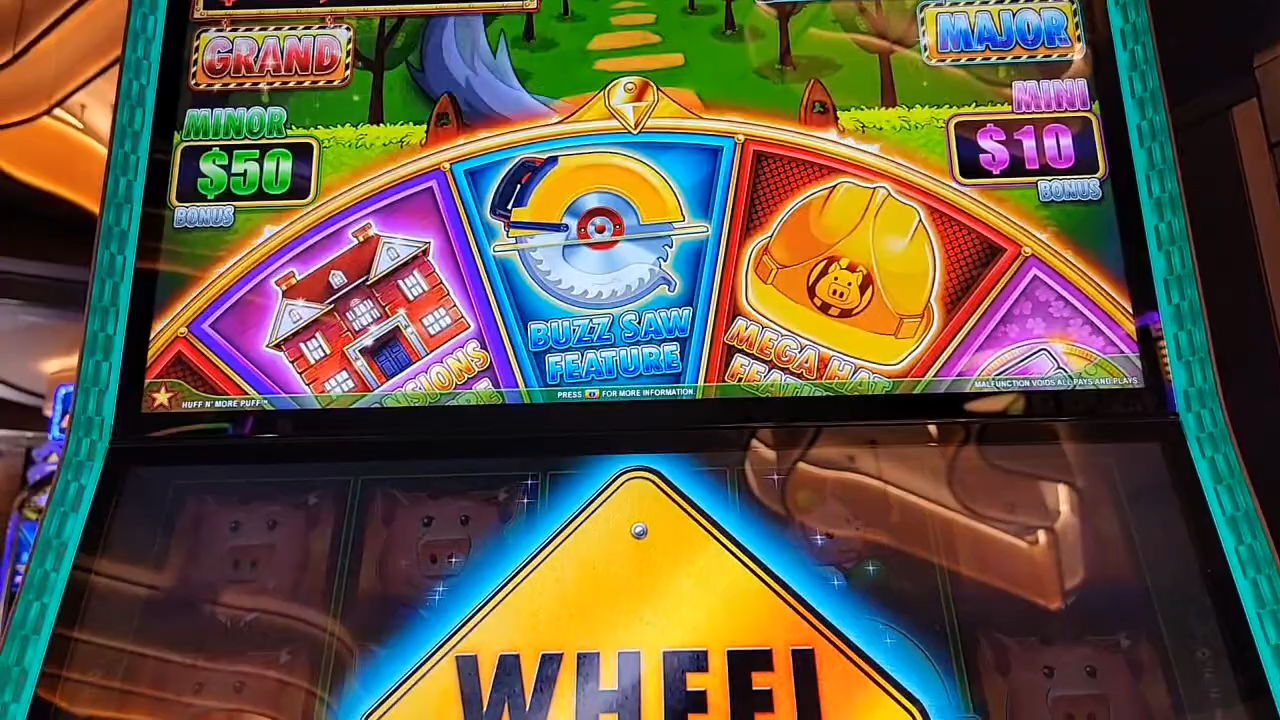 GRAND
MAJOR
MINOR
$50
BONUS
MINI
$10
BONUS
BUZZ SAW
FEATURE
MEGA HAT
HUFF N' MORE PUFF™
PRESS FOR MORE INFORMATION.
MALFUNCTION VOIDS ALL PAYS AND PLAYS.
WHEEL